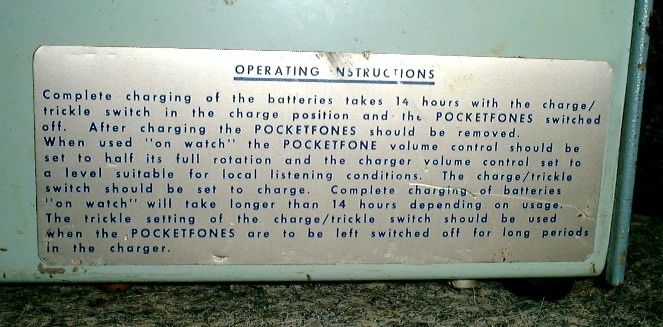 OPERATING INSTRUCTIONS
Complete charging of the batteries takes 14 hours with the charge/
trickle switch in the charge position and the POCKETFONES switched
off. After charging the POCKETFONES should be removed.
When used "on watch" the POCKETFONE volume control should be
set to half its full rotation and the charger volume control set to
a level suitable for local listening conditions. The charge/trickle
switch should be set to charge. Complete charging of batteries
"on watch" will take longer than 14 hours depending on usage.
The trickle setting of the charge/trickle switch should be used
when the POCKETFONES are to be left switched off for long periods
in the charger.